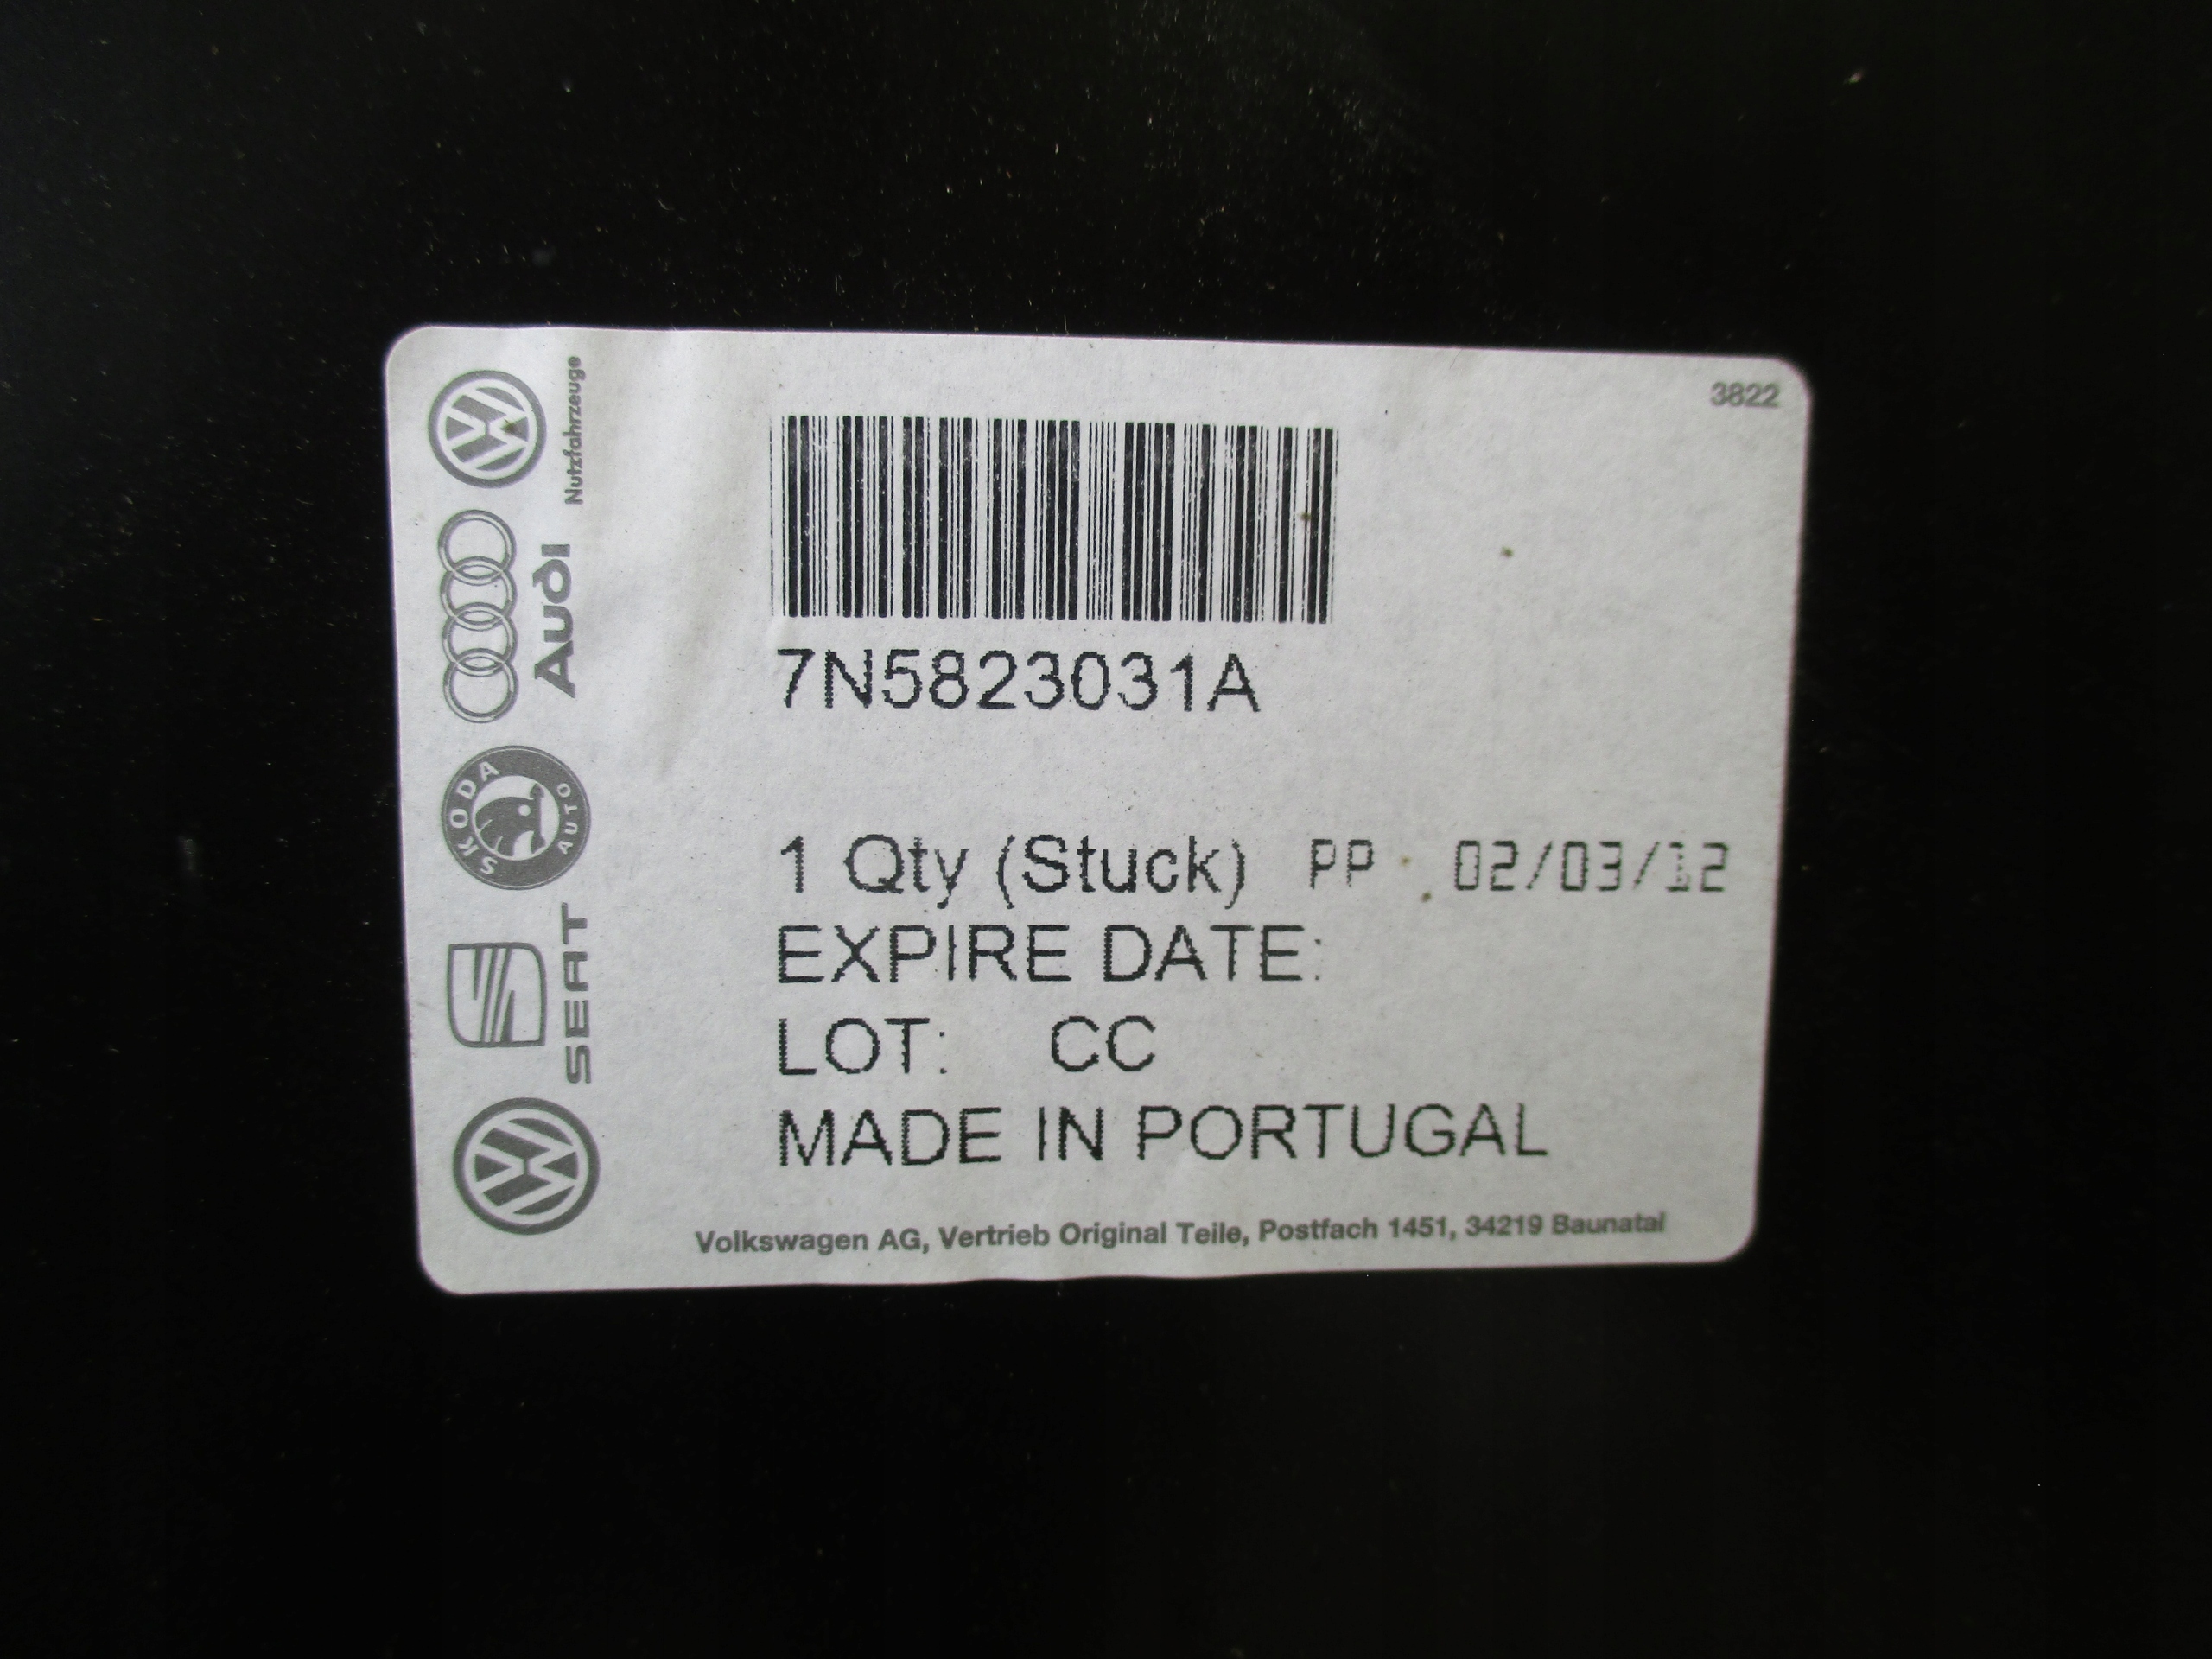 3822
Nutzfahrzeuge
Audi
SKODA
AUTO
SEAT
7N5823031A
1 Qty (Stuck) PP 02/03/12
EXPIRE DATE:
LOT: CC
MADE IN PORTUGAL
Volkswagen AG, Vertrieb Original Teile, Postfach 1451, 34219 Baunatal